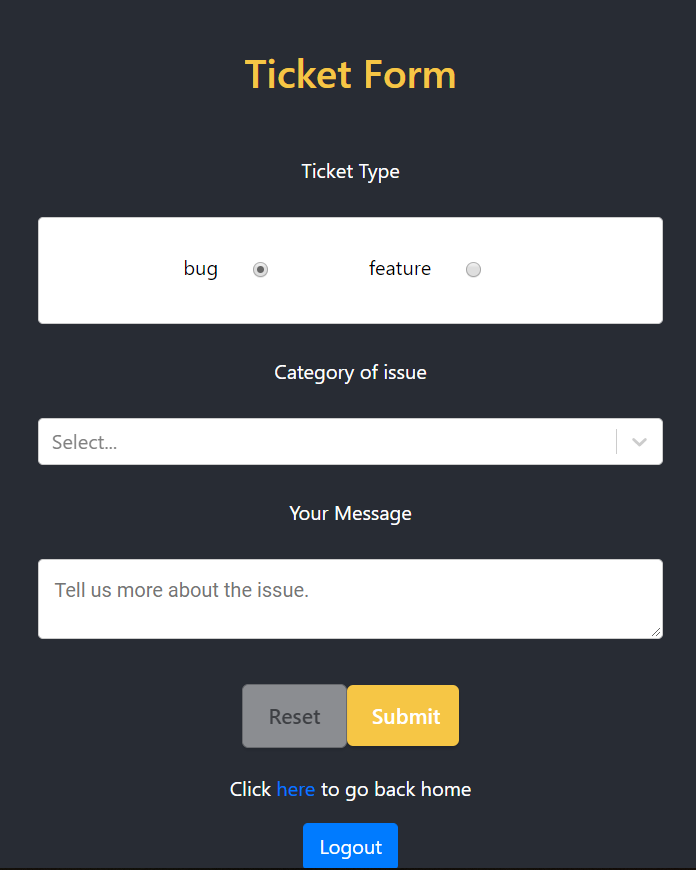 Ticket Form
Ticket Type
bug feature
Category of issue
Select...
Your Message
Tell us more about the issue.
Reset Submit
Click here to go back home
Logout